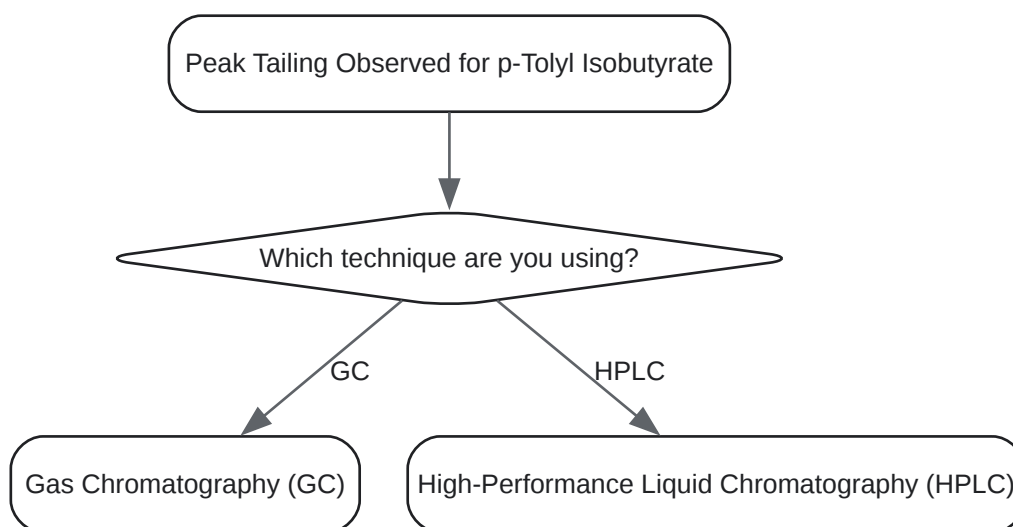 Peak Tailing Observed for p-Tolyl Isobutyrate
Which technique are you using?
GC
HPLC
Gas Chromatography (GC)
High-Performance Liquid Chromatography (HPLC)